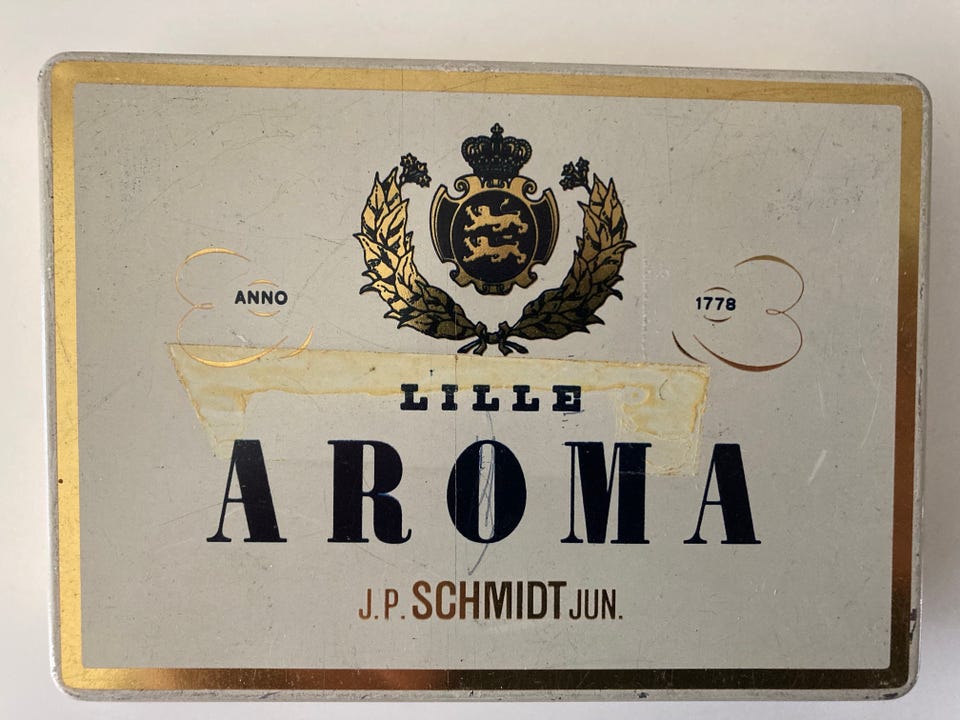 ANNO 1778
LILLE
AROMA
J.P. SCHMIDT JUN.